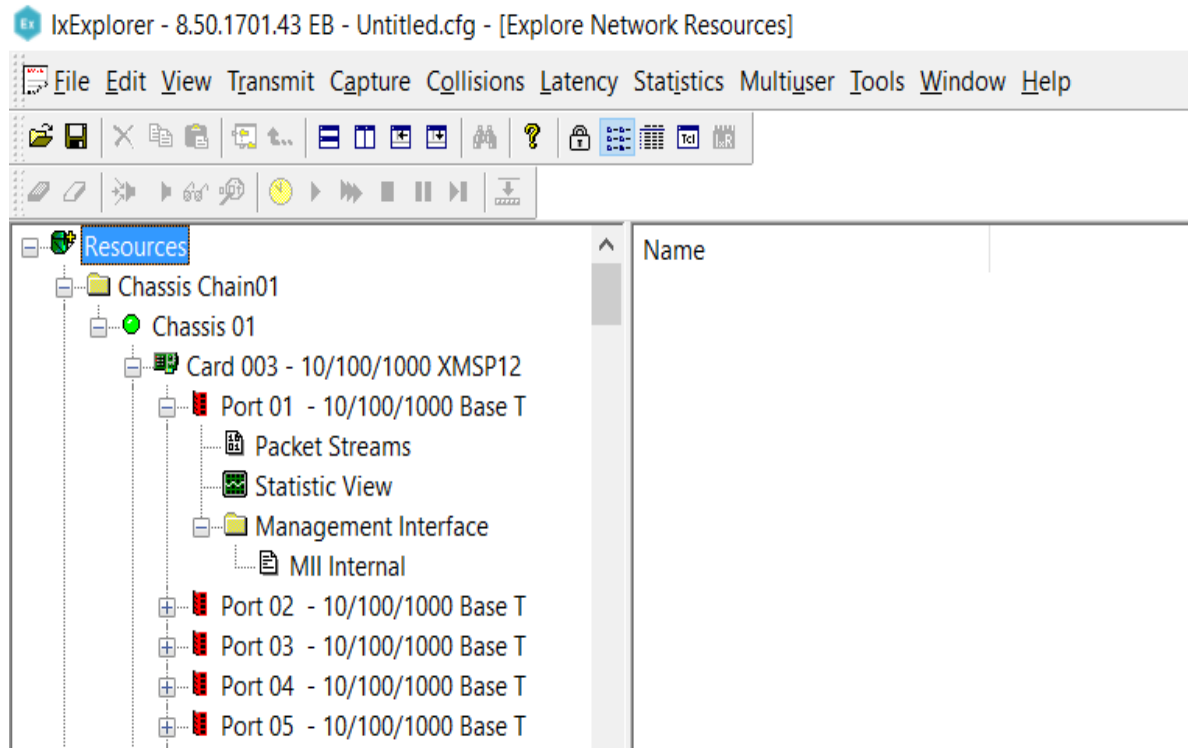 Ex IxExplorer - 8.50.1701.43 EB - Untitled.cfg - [Explore Network Resources]
File Edit View Transmit Capture Collisions Latency Statistics Multiuser Tools Window Help
Tcl IxR
Resources
Name
Chassis Chain01
Chassis 01
Card 003 - 10/100/1000 XMSP12
Port 01 - 10/100/1000 Base T
Packet Streams
Statistic View
Management Interface
MII Internal
Port 02 - 10/100/1000 Base T
Port 03 - 10/100/1000 Base T
Port 04 - 10/100/1000 Base T
Port 05 - 10/100/1000 Base T